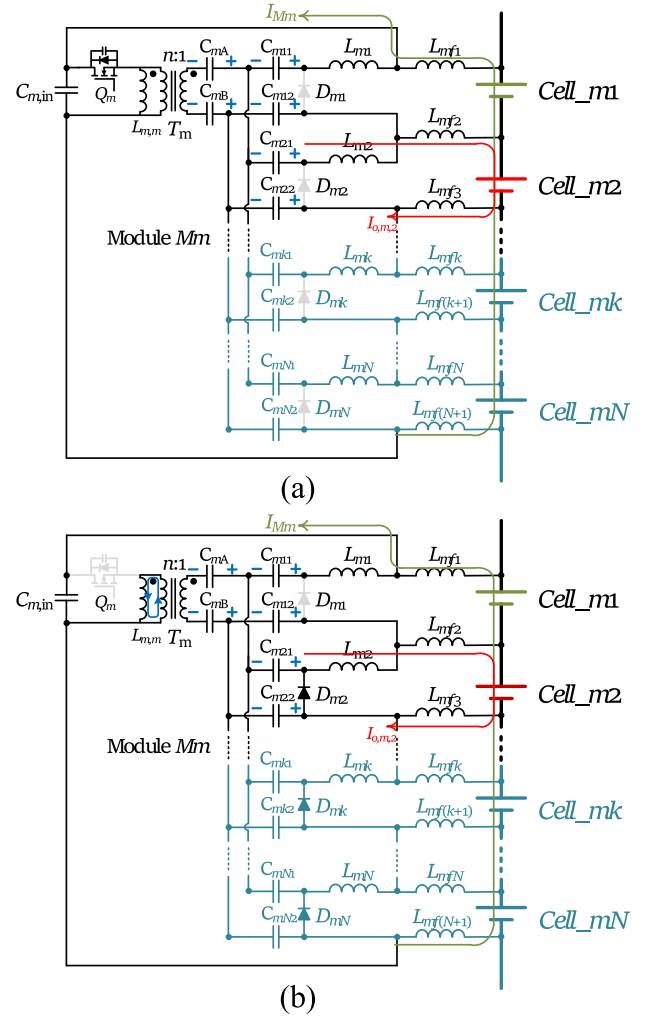 I_Mm
C_mA C_m11 L_m1 L_mf1
n:1
C_m,in Q_m Cell_m1
C_mB C_m12 D_m1
L_m,m T_m L_mf2
C_m21 L_m2
C_m22 D_m2 L_mf3 Cell_m2
I_o,m,2
Module Mm
C_mk1 L_mk L_mfk
C_mk2 D_mk L_mf(k+1) Cell_mk
C_mN1 L_mN L_mfN
C_mN2 D_mN L_mf(N+1) Cell_mN
(a)
I_Mm
C_mA C_m11 L_m1 L_mf1
n:1
C_m,in Q_m Cell_m1
C_mB C_m12 D_m1
L_m,m T_m L_mf2
C_m21 L_m2
C_m22 D_m2 L_mf3 Cell_m2
I_o,m,2
Module Mm
C_mk1 L_mk L_mfk
C_mk2 D_mk L_mf(k+1) Cell_mk
C_mN1 L_mN L_mfN
C_mN2 D_mN L_mf(N+1) Cell_mN
(b)